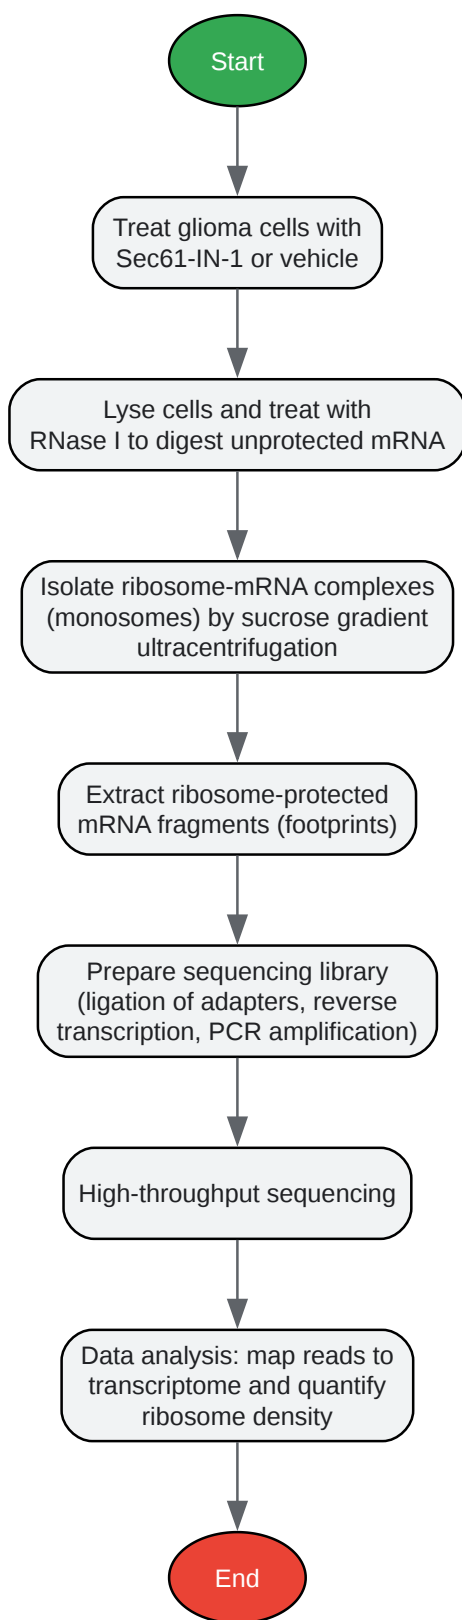 Start
Treat glioma cells with
Sec61-IN-1 or vehicle
Lyse cells and treat with
RNase I to digest unprotected mRNA
Isolate ribosome-mRNA complexes
(monosomes) by sucrose gradient
ultracentrifugation
Extract ribosome-protected
mRNA fragments (footprints)
Prepare sequencing library
(ligation of adapters, reverse
transcription, PCR amplification)
High-throughput sequencing
Data analysis: map reads to
transcriptome and quantify
ribosome density
End